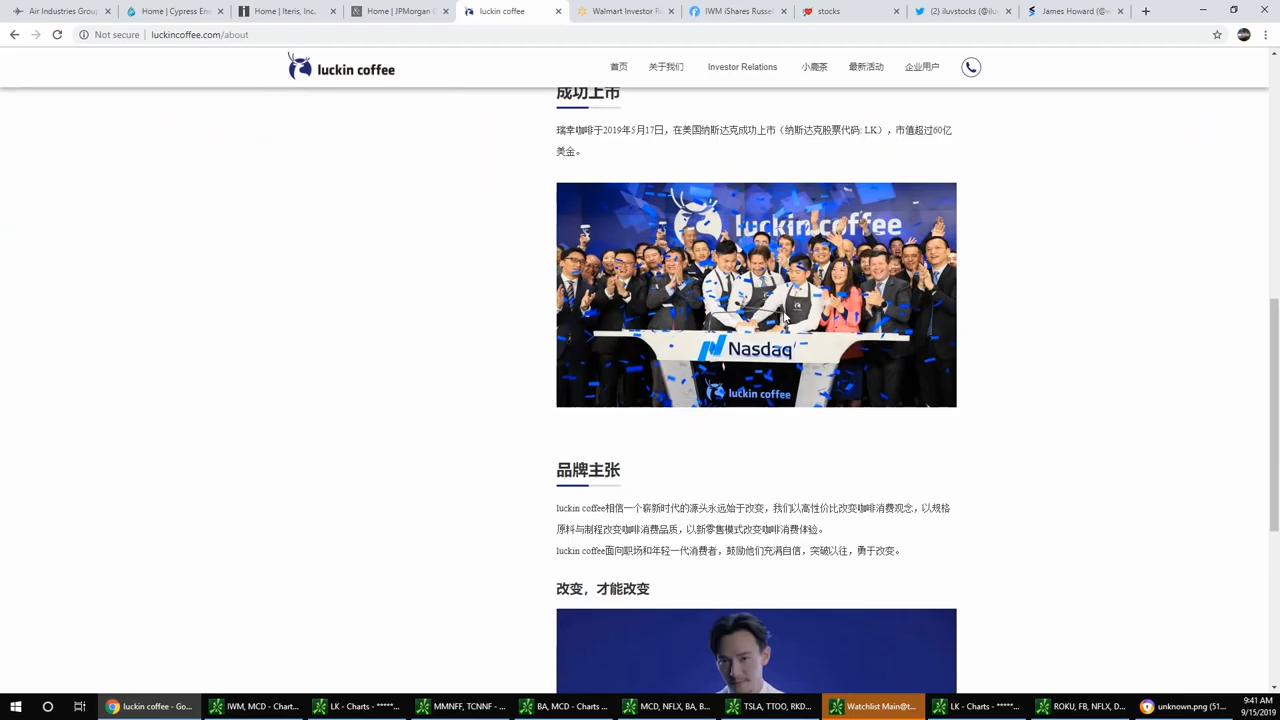 Air Industries Group
Home | Cypress En
Home | Iteris, Inc.
Home | JPMorgan C
luckin coffee
Walmart Investor R
IWM iShares Russel
stocks
(2) iluvstocks (@ilu
James Howard (@
Not secure
luckincoffee.com/about
luckin coffee
首页
关于我们
Investor Relations
小鹿茶
最新活动
企业用户
成功上市
瑞幸咖啡于2019年5月17日，在美国纳斯达克成功上市（纳斯达克股票代码: LK），市值超过60亿
美金。
luckin coffee
Nasdaq
luckin coffee
品牌主张
luckin coffee相信一个崭新时代的源头永远始于改变，我们以高性价比改变咖啡消费观念，以规格
原料与制程改变咖啡消费品质，以新零售模式改变咖啡消费体验。
luckin coffee面向职场和年轻一代消费者，鼓励他们充满自信，突破以往，勇于改变。
改变，才能改变
luckin coffee - Go...
IWM, MCD - Chart...
LK - Charts - *****...
MMNFF, TCNNF - ...
BA, MCD - Charts ...
MCD, NFLX, BA, B...
TSLA, TTOO, RKD...
Watchlist Main@t...
LK - Charts - *****...
ROKU, FB, NFLX, D...
unknown.png (51...
9:41 AM
9/15/2019